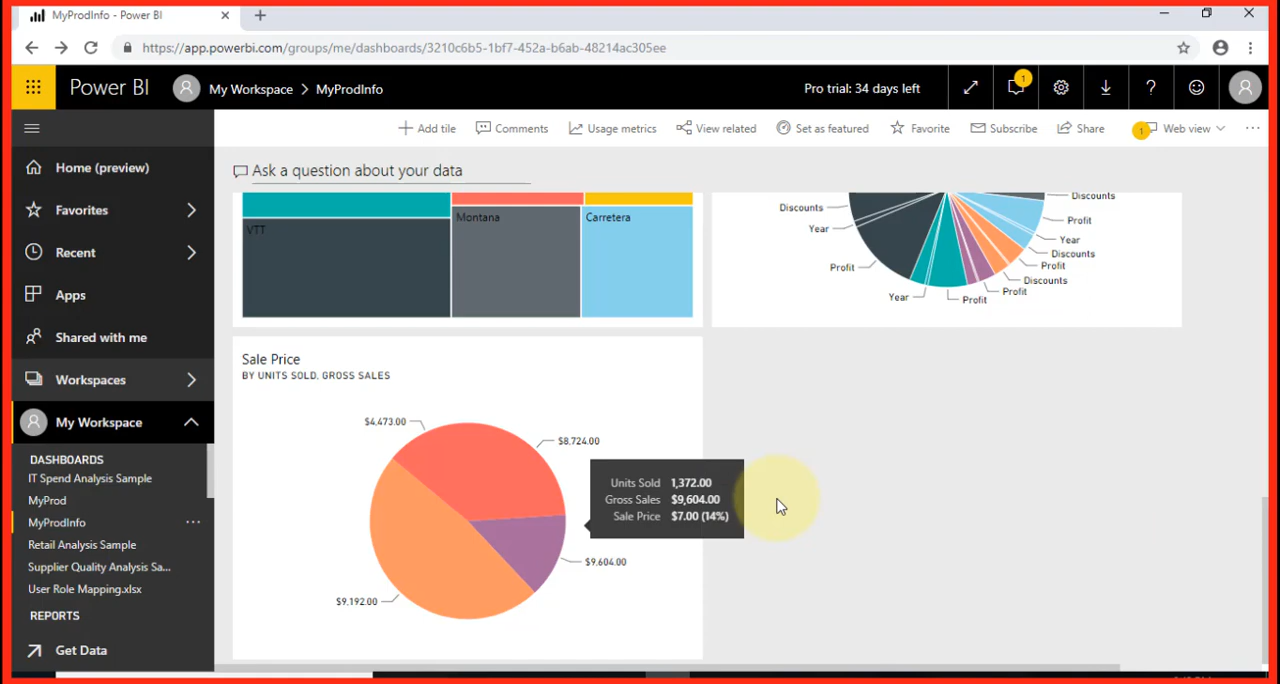 MyProdInfo - Power BI
https://app.powerbi.com/groups/me/dashboards/3210c6b5-1bf7-452a-b6ab-48214ac305ee
Power BI
My Workspace > MyProdInfo
Pro trial: 34 days left
1
Add tile
Comments
Usage metrics
View related
Set as featured
Favorite
Subscribe
Share
1
Web view
Home (preview)
Favorites
Recent
Apps
Shared with me
Workspaces
My Workspace
DASHBOARDS
IT Spend Analysis Sample
MyProd
MyProdInfo
Retail Analysis Sample
Supplier Quality Analysis Sa...
User Role Mapping.xlsx
REPORTS
Get Data
Ask a question about your data
VTT
Montana
Carretera
Discounts
Year
Profit
Year
Profit
Profit
Discounts
Profit
Discounts
Year
Profit
Discounts
Sale Price
BY UNITS SOLD, GROSS SALES
$4,473.00
$8,724.00
Units Sold 1,372.00
Gross Sales $9,604.00
Sale Price $7.00 (14%)
$9,604.00
$9,192.00